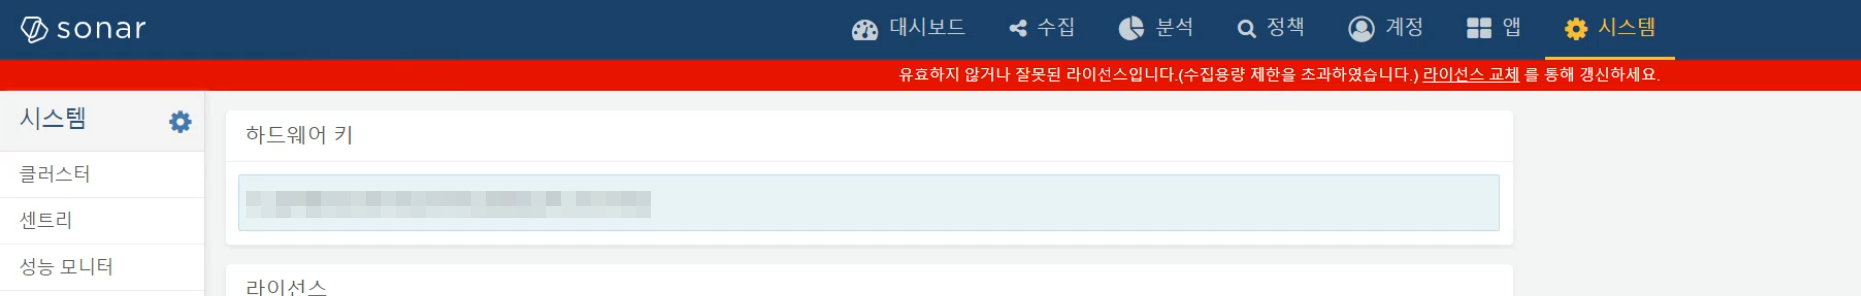 sonar
대시보드 수집 분석 정책 계정 앱 시스템
유효하지 않거나 잘못된 라이선스입니다.(수집용량 제한을 초과하였습니다.) 라이선스 교체 를 통해 갱신하세요.
시스템
클러스터
센트리
성능 모니터
하드웨어 키
라이선스